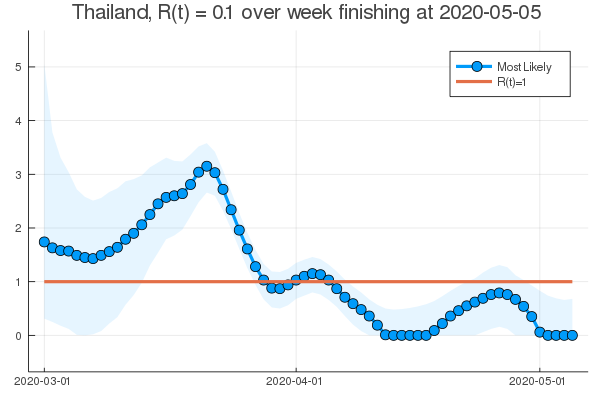 Thailand, R(t) = 0.1 over week finishing at 2020-05-05
Most Likely
R(t)=1
5
4
3
2
1
0
2020-03-01 2020-04-01 2020-05-01